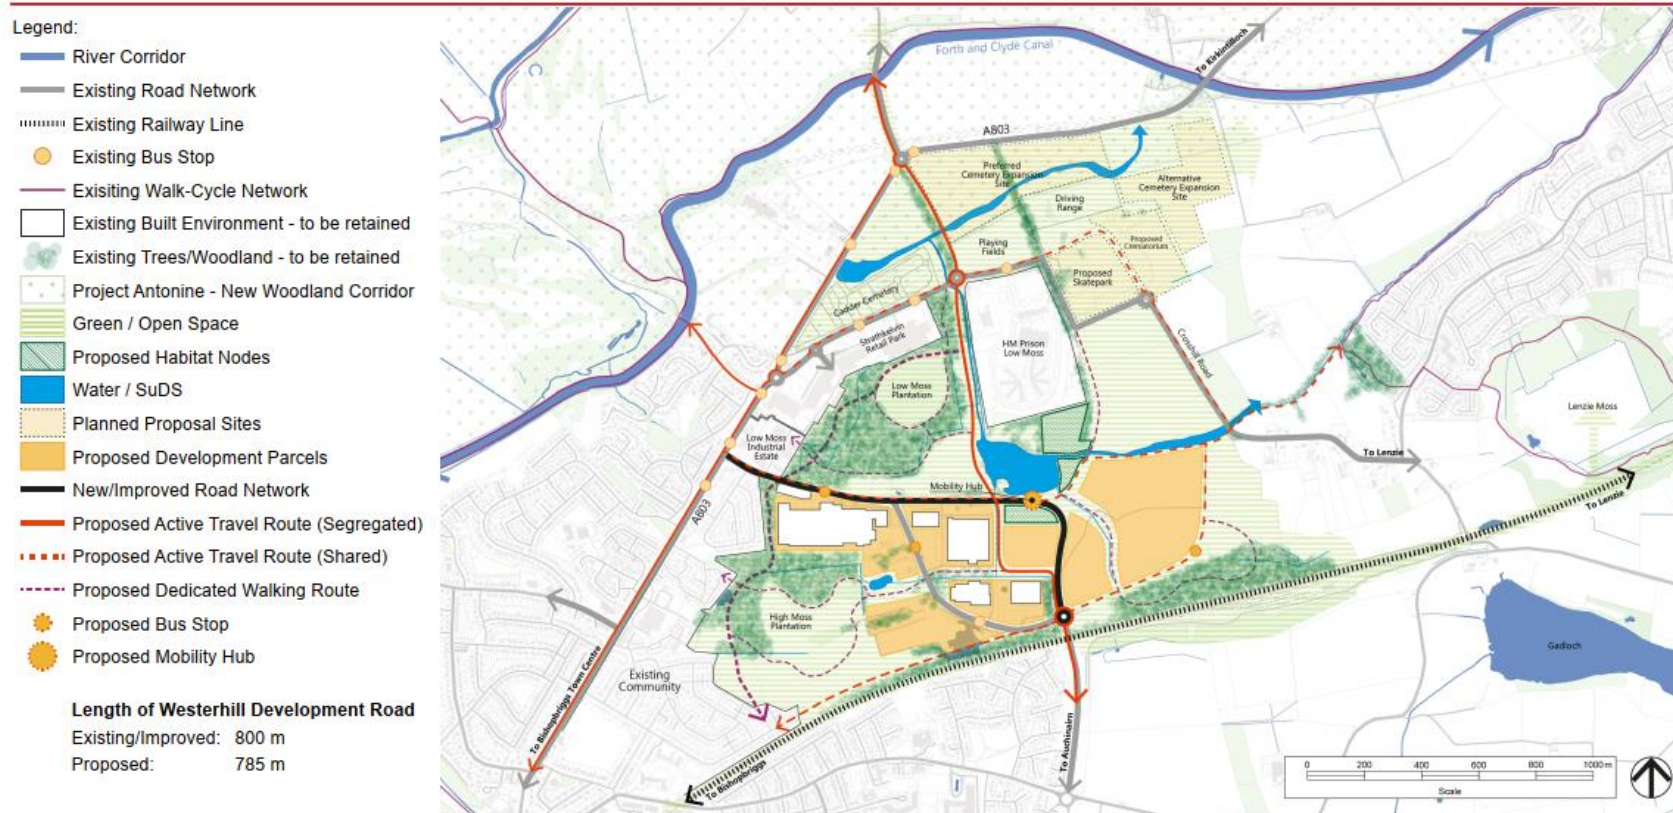 Legend:
River Corridor
Existing Road Network
Existing Railway Line
Existing Bus Stop
Exisiting Walk-Cycle Network
Existing Built Environment - to be retained
Existing Trees/Woodland - to be retained
Project Antonine - New Woodland Corridor
Green / Open Space
Proposed Habitat Nodes
Water / SuDS
Planned Proposal Sites
Proposed Development Parcels
New/Improved Road Network
Proposed Active Travel Route (Segregated)
Proposed Active Travel Route (Shared)
Proposed Dedicated Walking Route
Proposed Bus Stop
Proposed Mobility Hub
Length of Westerhill Development Road
Existing/Improved: 800 m
Proposed: 785 m
Forth and Clyde Canal
To Kirkintilloch
A803
Preferred
Cemetery Expansion
Site
Alternative
Cemetery Expansion
Site
Driving
Range
Playing
Fields
Proposed
Crematorium
Proposed
Skatepark
Cadder Cemetery
Strathkelvin
Retail Park
HM Prison
Low Moss
Crosshill Road
Low Moss
Plantation
Lenzie Moss
Low Moss
Industrial
Estate
To Lenzie
Mobility Hub
A803
To Lenzie
High Moss
Plantation
Gadloch
Existing
Community
To Bishopbriggs Town Centre
To Auchinairn
To Bishopbriggs
0 200 400 600 800 1000 m
Scale